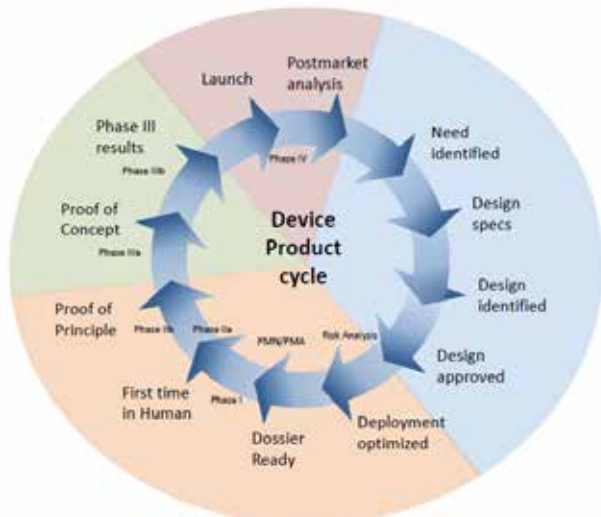 Launch
Postmarket
analysis
Need
identified
Design
specs
Design
identified
Design
approved
Deployment
optimized
Dossier
Ready
First time
in Human
Proof of
Principle
Proof of
Concept
Phase III
results
Phase IV
Phase IIIb
Phase IIIa
Phase IIb
Phase IIa
Phase I
PMN/PMA
Risk Analysis
Device
Product
cycle